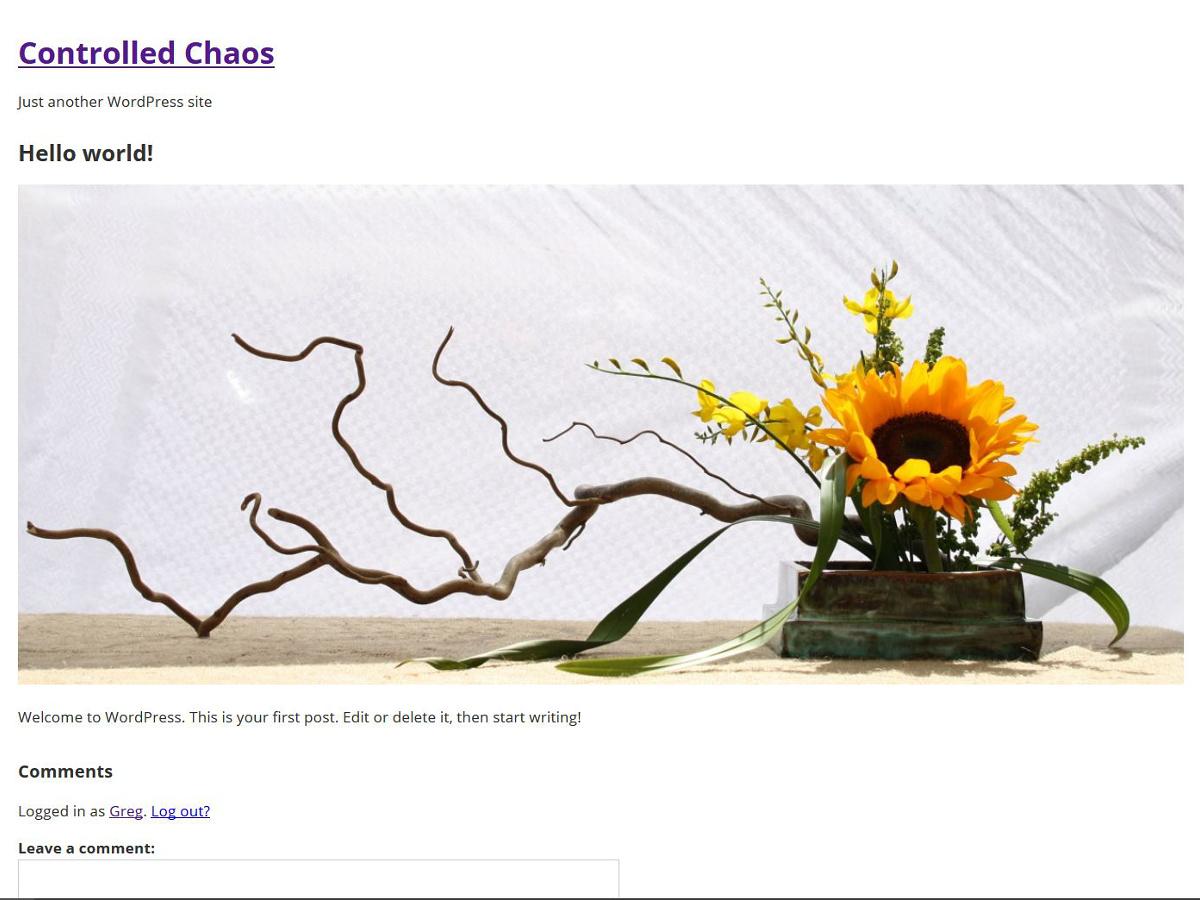 Controlled Chaos
Just another WordPress site
Hello world!
Welcome to WordPress. This is your first post. Edit or delete it, then start writing!
Comments
Logged in as Greg. Log out?
Leave a comment: